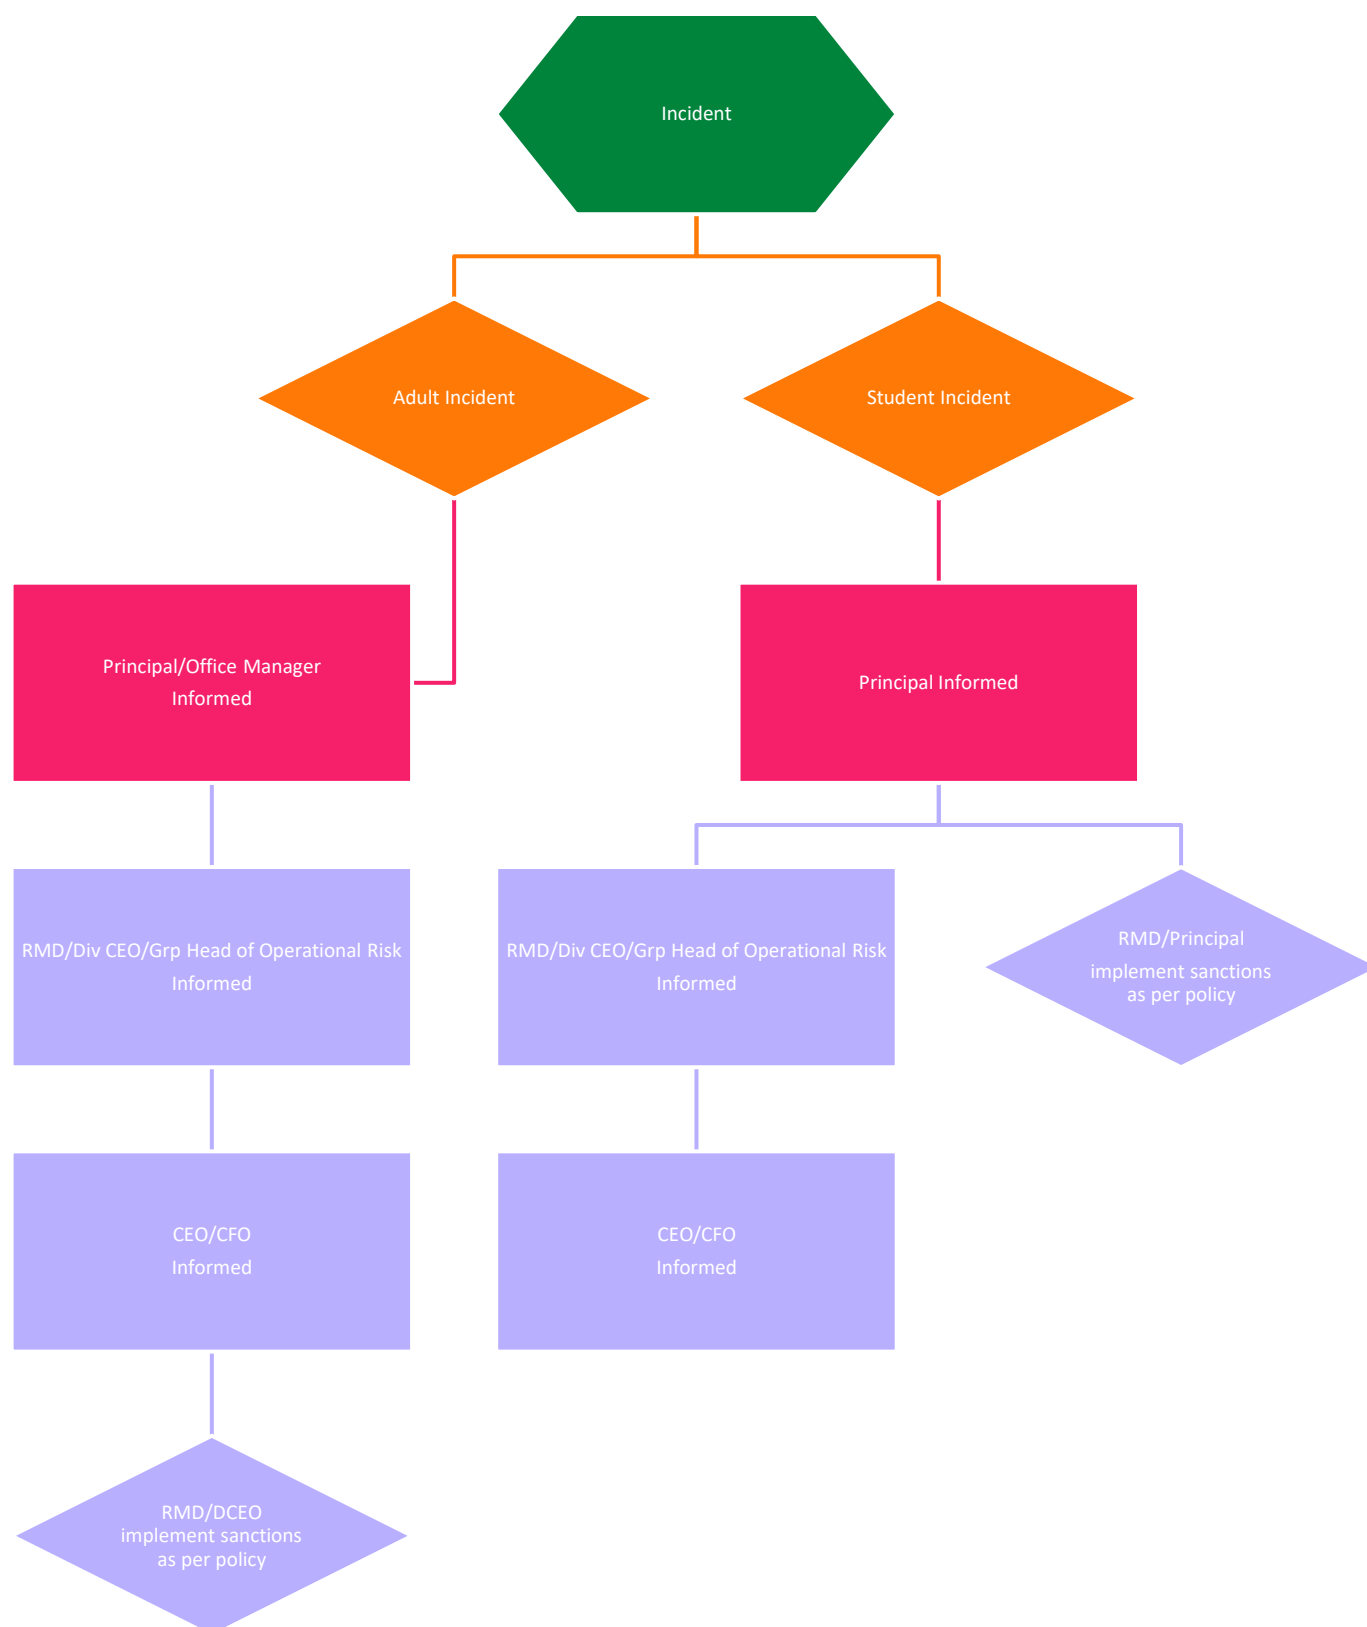 Incident
Adult Incident
Student Incident
Principal/Office Manager
Informed
Principal Informed
RMD/Div CEO/Grp Head of Operational Risk
Informed
RMD/Div CEO/Grp Head of Operational Risk
Informed
RMD/Principal
implement sanctions
as per policy
CEO/CFO
Informed
CEO/CFO
Informed
RMD/DCEO
implement sanctions
as per policy